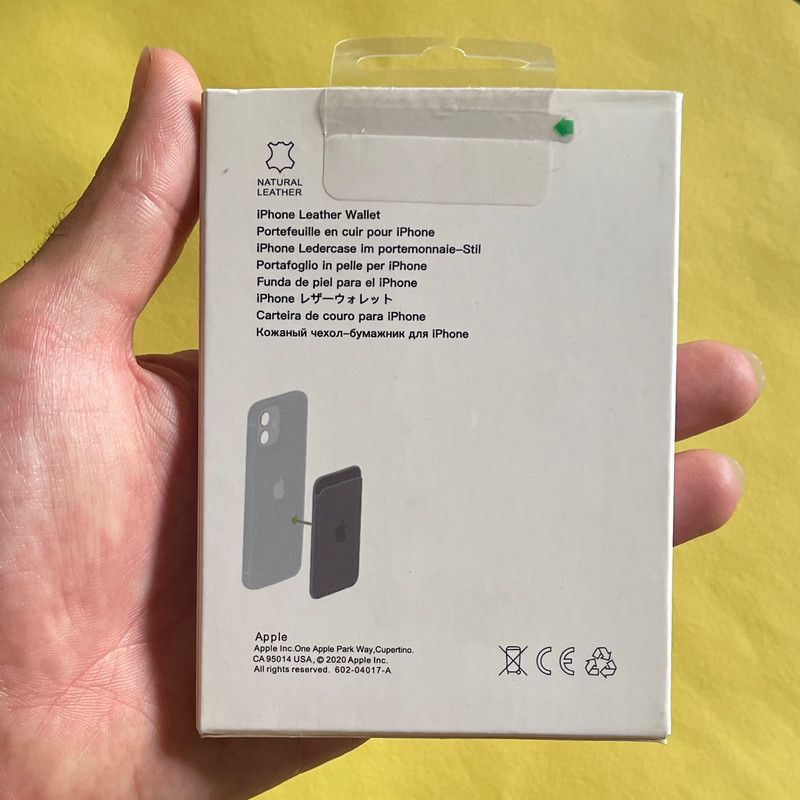 NATURAL
LEATHER
iPhone Leather Wallet
Portefeuille en cuir pour iPhone
iPhone Ledercase im portemonnaie-Stil
Portafoglio in pelle per iPhone
Funda de piel para el iPhone
iPhone レザーウォレット
Carteira de couro para iPhone
Кожаный чехол-бумажник для iPhone
Apple
Apple Inc.One Apple Park Way,Cupertino.
CA 95014 USA, © 2020 Apple Inc.
All rights reserved. 602-04017-A
CE